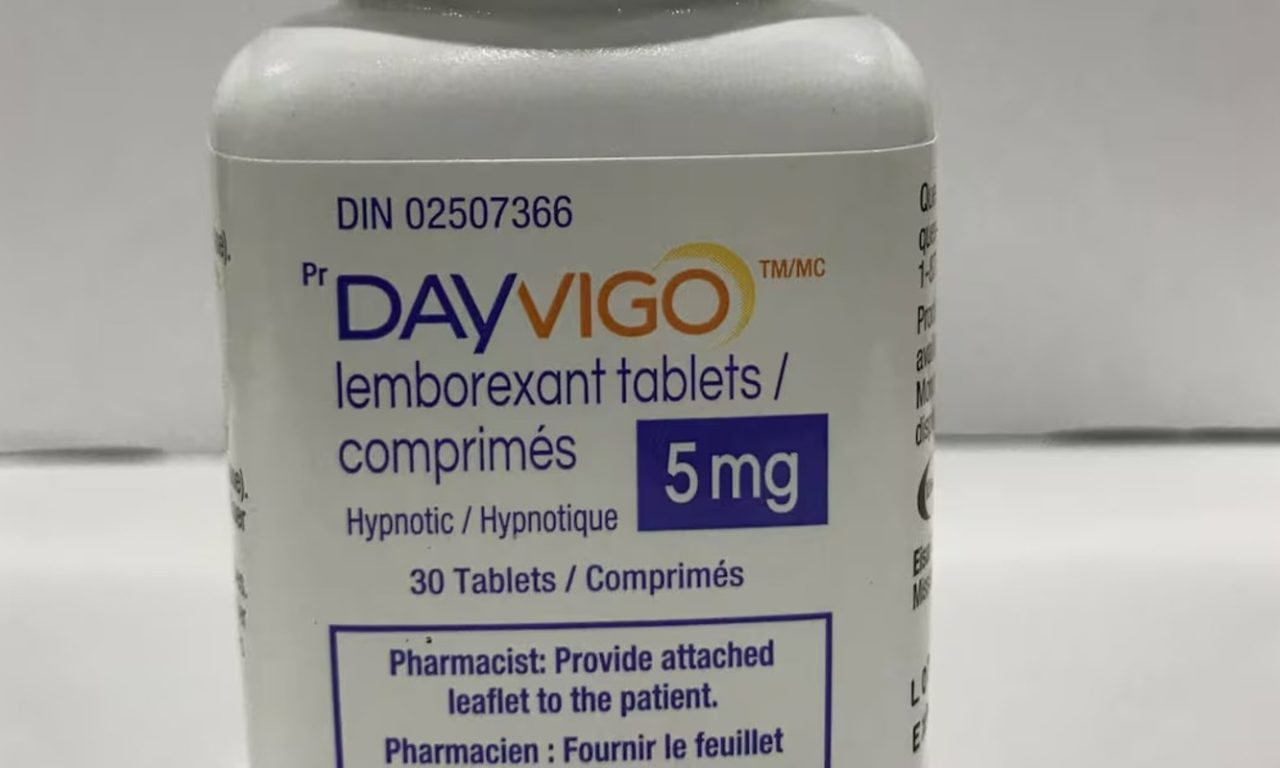 DIN 02507366
Pr DAYVIGO TM/MC
lemborexant tablets /
comprimés
5 mg
Hypnotic / Hypnotique
30 Tablets / Comprimés
Pharmacist: Provide attached
leaflet to the patient.
Pharmacien : Fournir le feuillet